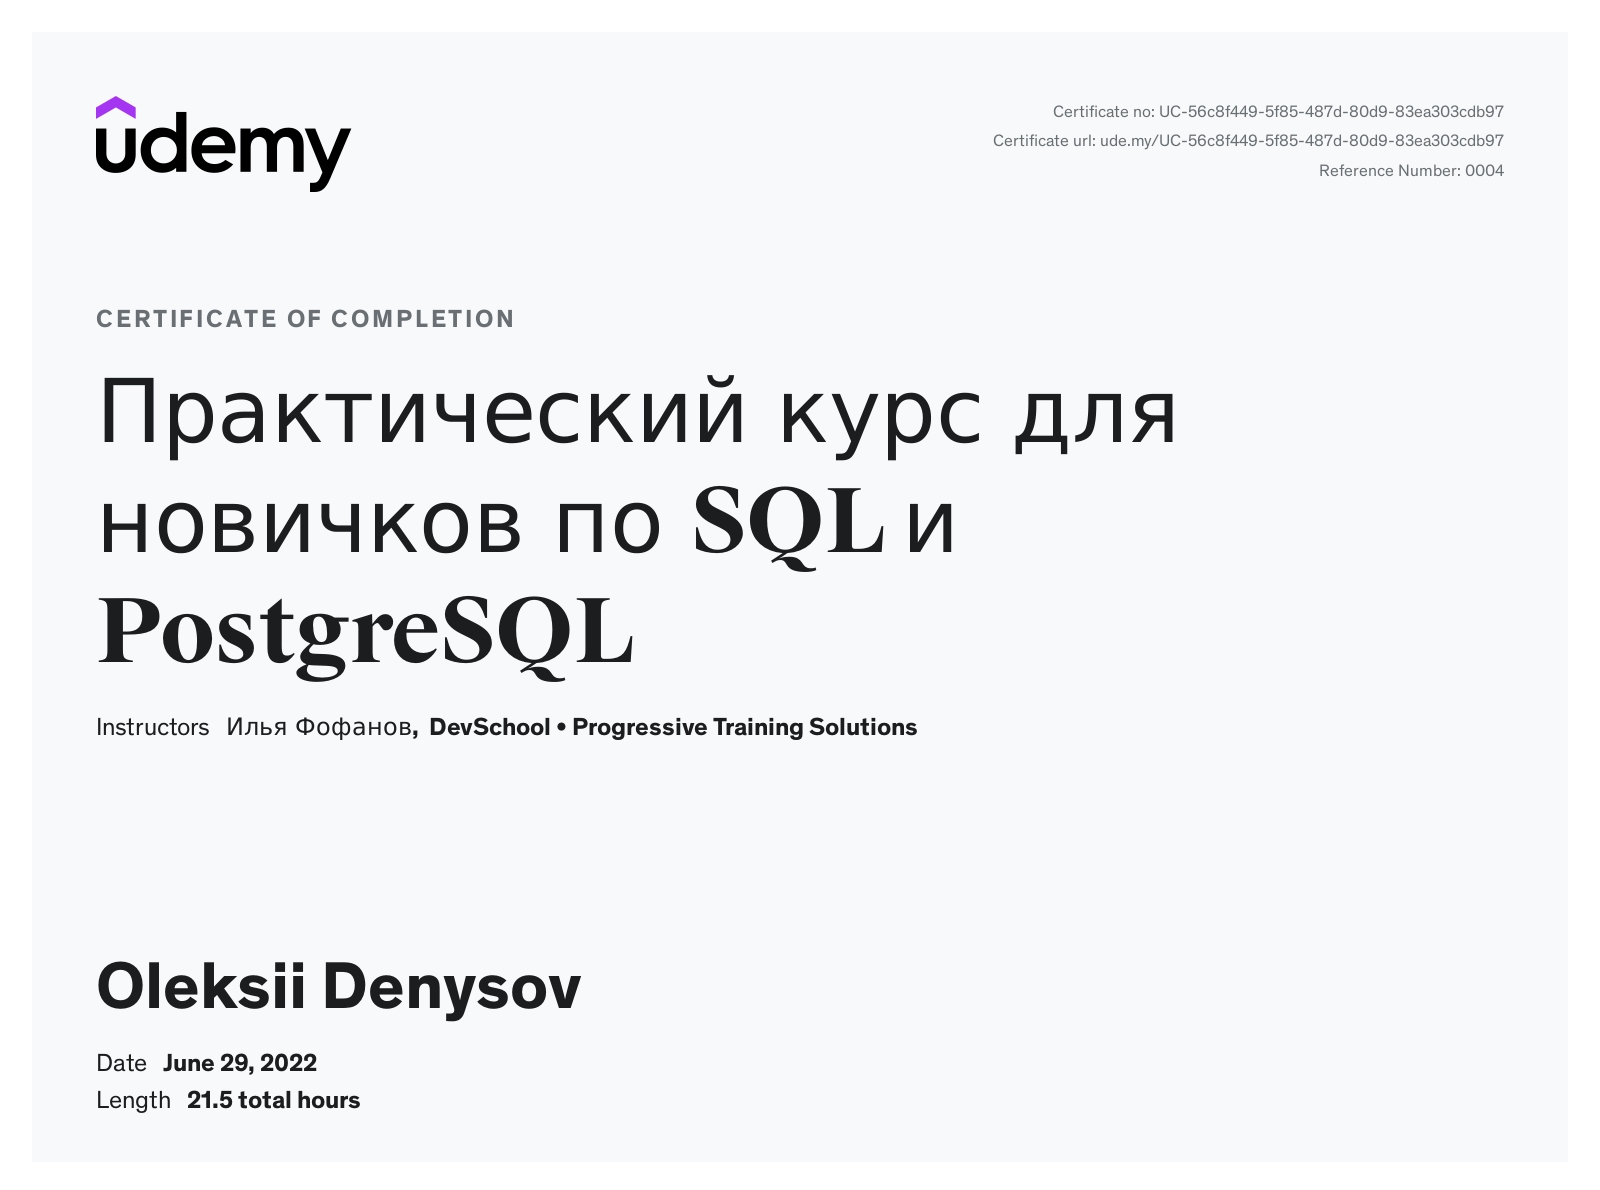 udemy
Certificate no: UC-56c8f449-5f85-487d-80d9-83ea303cdb97
Certificate url: ude.my/UC-56c8f449-5f85-487d-80d9-83ea303cdb97
Reference Number: 0004
CERTIFICATE OF COMPLETION
Практический курс для
новичков по SQL и
PostgreSQL
Instructors Илья Фофанов, DevSchool • Progressive Training Solutions
Oleksii Denysov
Date June 29, 2022
Length 21.5 total hours